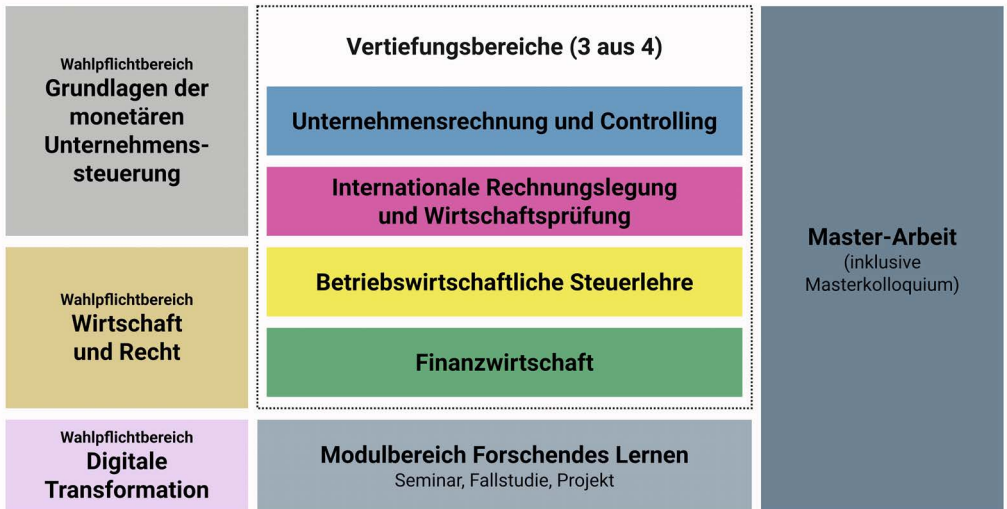 Wahlpflichtbereich
Grundlagen der
monetären
Unternehmens-
steuerung
Wahlpflichtbereich
Wirtschaft
und Recht
Wahlpflichtbereich
Digitale
Transformation
Vertiefungsbereiche (3 aus 4)
Unternehmensrechnung und Controlling
Internationale Rechnungslegung
und Wirtschaftsprüfung
Betriebswirtschaftliche Steuerlehre
Finanzwirtschaft
Modulbereich Forschendes Lernen
Seminar, Fallstudie, Projekt
Master-Arbeit
(inklusive
Masterkolloquium)